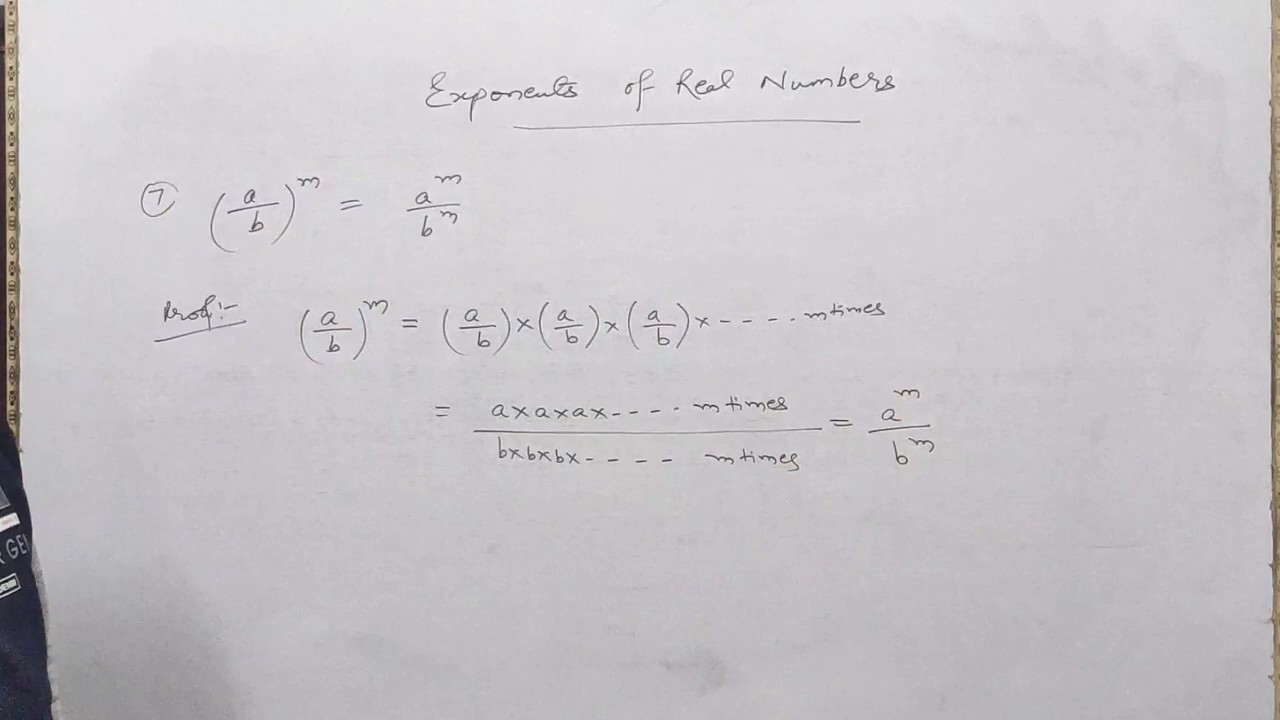 Exponents of Real Numbers
⑦ (a/b)^m = a^m/b^m
Proof:- (a/b)^m = (a/b)×(a/b)×(a/b)×- - - - . m times
= a×a×a×- - - - . m times / b×b×b×- - - - m times = a^m/b^m